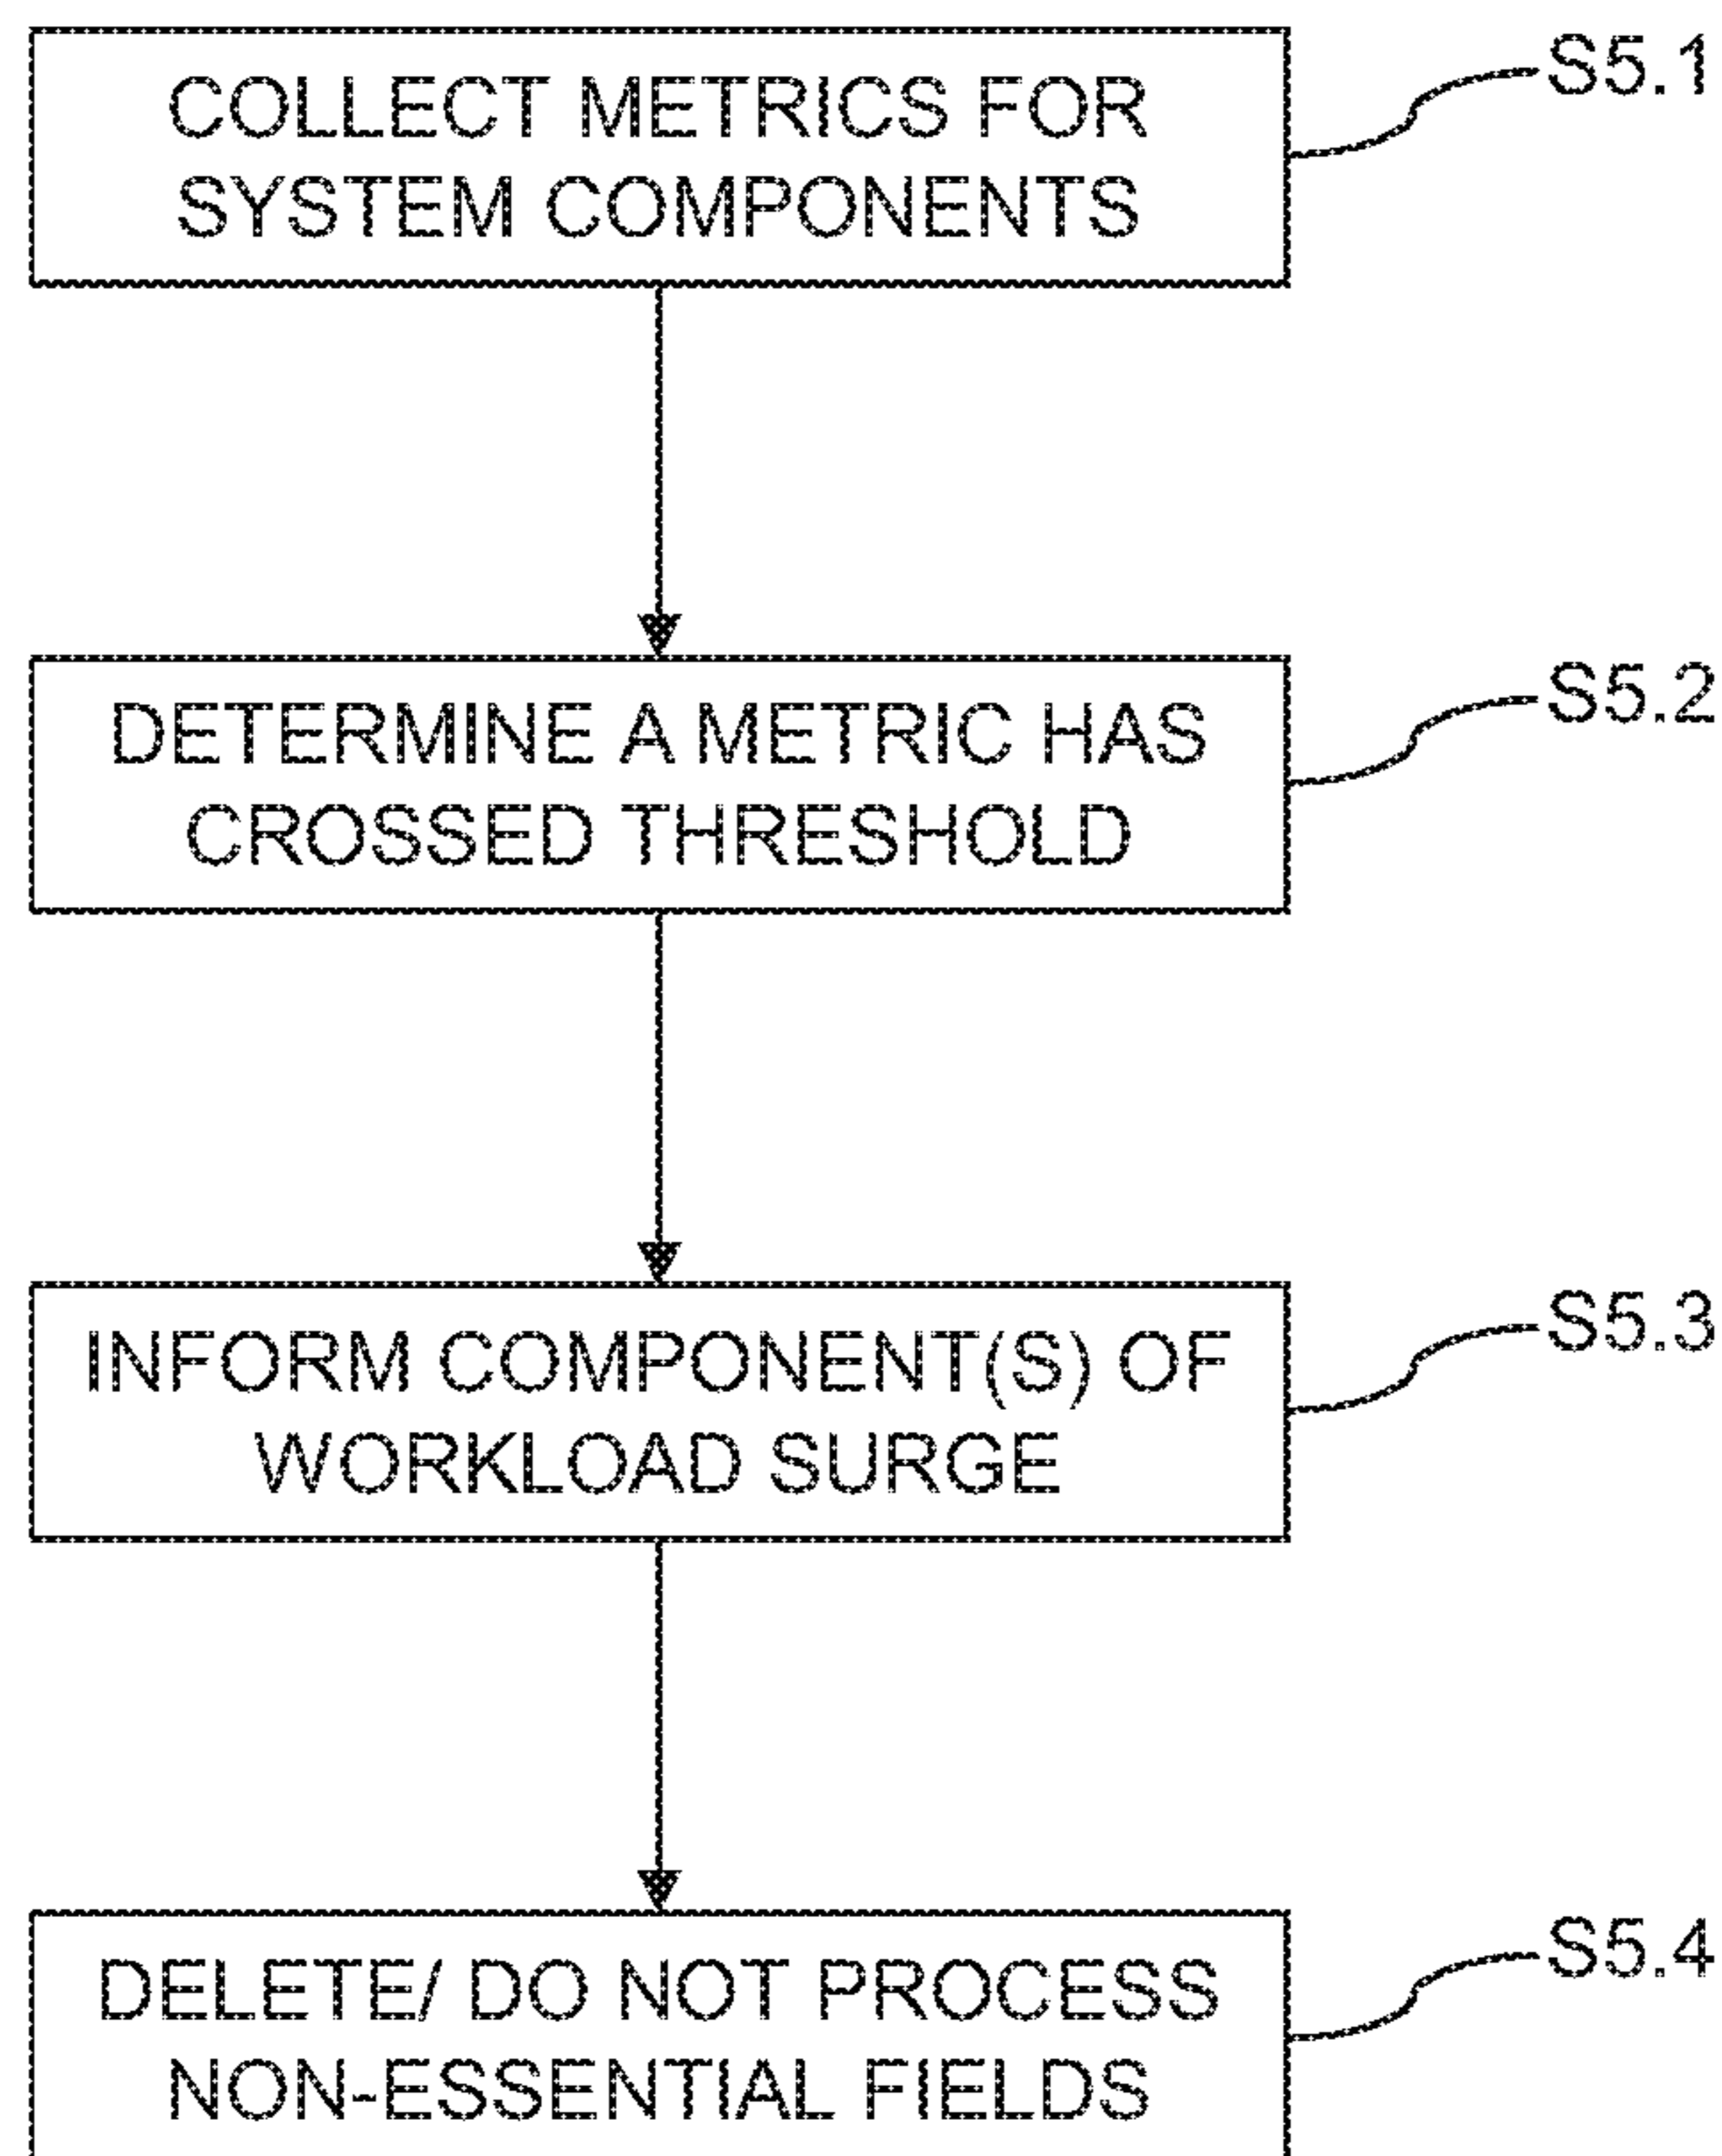 COLLECT METRICS FOR
SYSTEM COMPONENTS
S5.1
DETERMINE A METRIC HAS
CROSSED THRESHOLD
S5.2
INFORM COMPONENT(S) OF
WORKLOAD SURGE
S5.3
DELETE/ DO NOT PROCESS
NON-ESSENTIAL FIELDS
S5.4